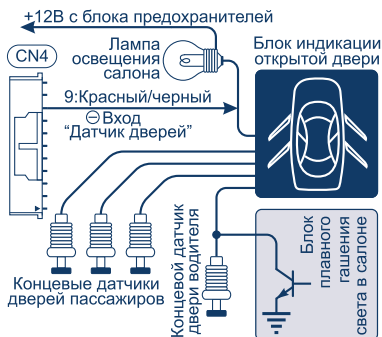 +12В с блока предохранителей
CN4
Лампа
освещения
салона
Блок индикации
открытой двери
9:Красный/черный
⊖ Вход
“Датчик дверей”
Концевые датчики
дверей пассажиров
Концевой датчик
двери водителя
Блок
плавного
гашения
света в салоне